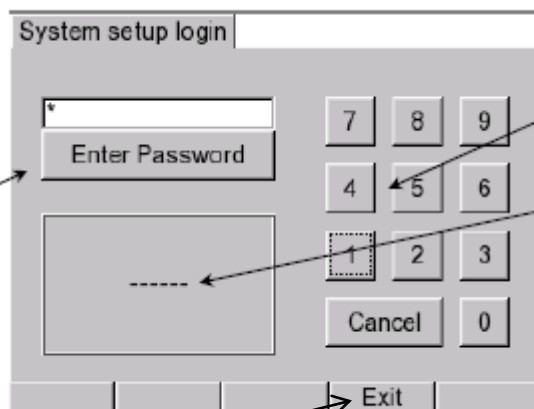 System setup login
*
Enter Password
7 8 9
4 5 6
1 2 3
Cancel 0
------
Exit